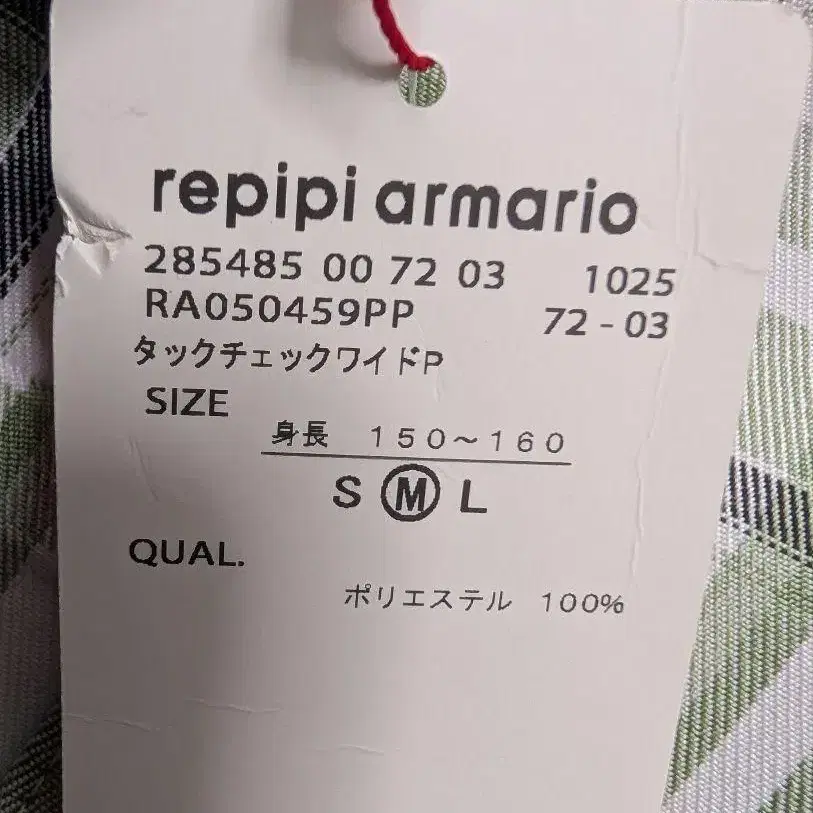 repipi armario
285485 00 72 03 1025
RA050459PP 72-03
タックチェックワイドP
SIZE
身長 150～160
S M L
QUAL.
ポリエステル 100%